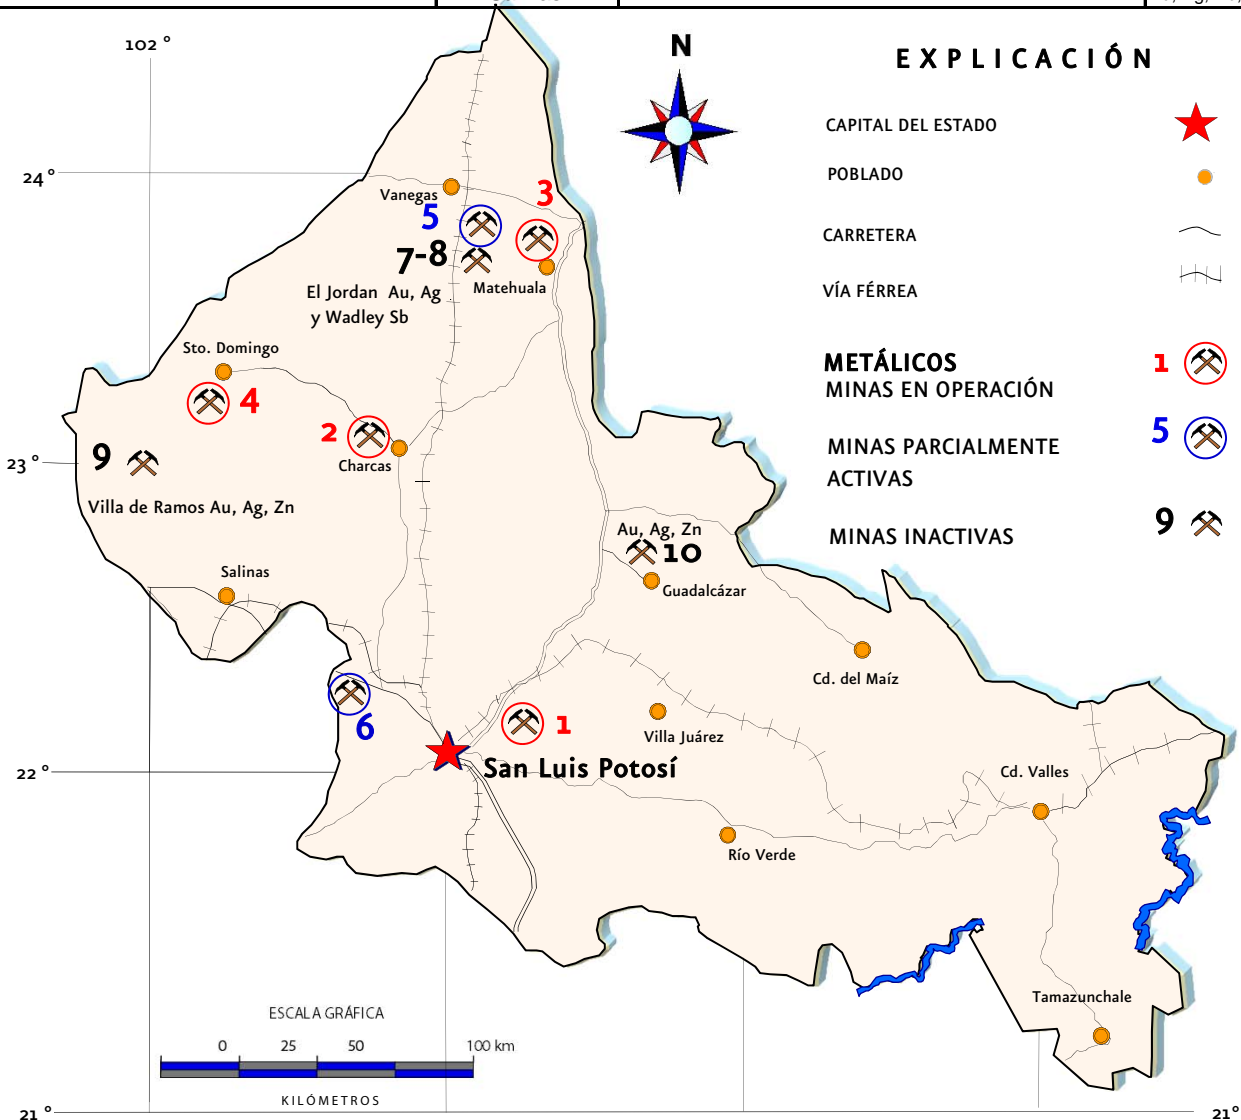 102 °
N
EXPLICACIÓN
CAPITAL DEL ESTADO
POBLADO
CARRETERA
VÍA FÉRREA
METÁLICOS
1
MINAS EN OPERACIÓN
5
MINAS PARCIALMENTE
ACTIVAS
9
MINAS INACTIVAS
24°
Vanegas
3
5
7-8
Matehuala
El Jordan Au, Ag
y Wadley Sb
Sto. Domingo
4
2
Charcas
9
23°
Villa de Ramos Au, Ag, Zn
Au, Ag, Zn
10
Guadalcázar
Salinas
Cd. del Maíz
6
1
Villa Juárez
San Luis Potosí
22°
Cd. Valles
Río Verde
Tamazunchale
ESCALA GRÁFICA
0 25 50 100 km
KILÓMETROS
21 °
21°